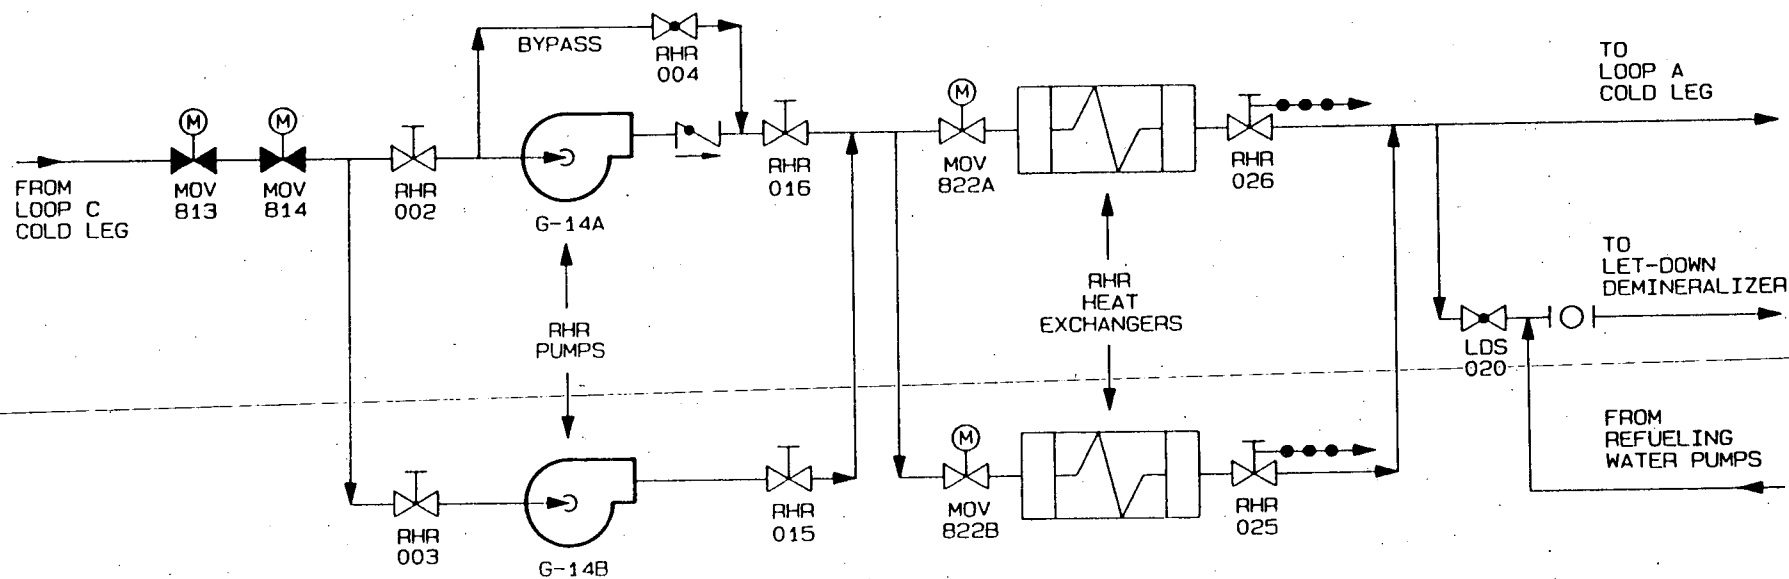 BYPASS
RHR
004
M
M
M
TO
LOOP A
COLD LEG
FROM
LOOP C
COLD LEG
MOV
813
MOV
814
RHR
002
G-14A
RHR
016
MOV
822A
RHR
026
RHR
PUMPS
RHR
HEAT
EXCHANGERS
TO
LET-DOWN
DEMINERALIZER
LDS
020
FROM
REFUELING
WATER PUMPS
M
RHR
003
G-14B
RHR
015
MOV
822B
RHR
025